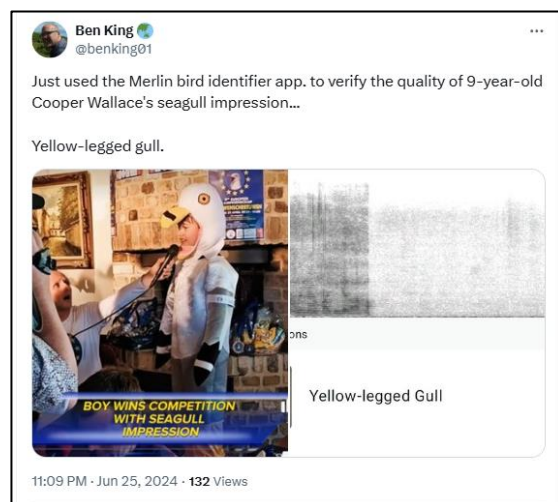 Ben King
@benking01
Just used the Merlin bird identifier app. to verify the quality of 9-year-old
Cooper Wallace's seagull impression...
Yellow-legged gull.
BOY WINS COMPETITION
WITH SEAGULL
IMPRESSION
ons
Yellow-legged Gull
11:09 PM · Jun 25, 2024 · 132 Views